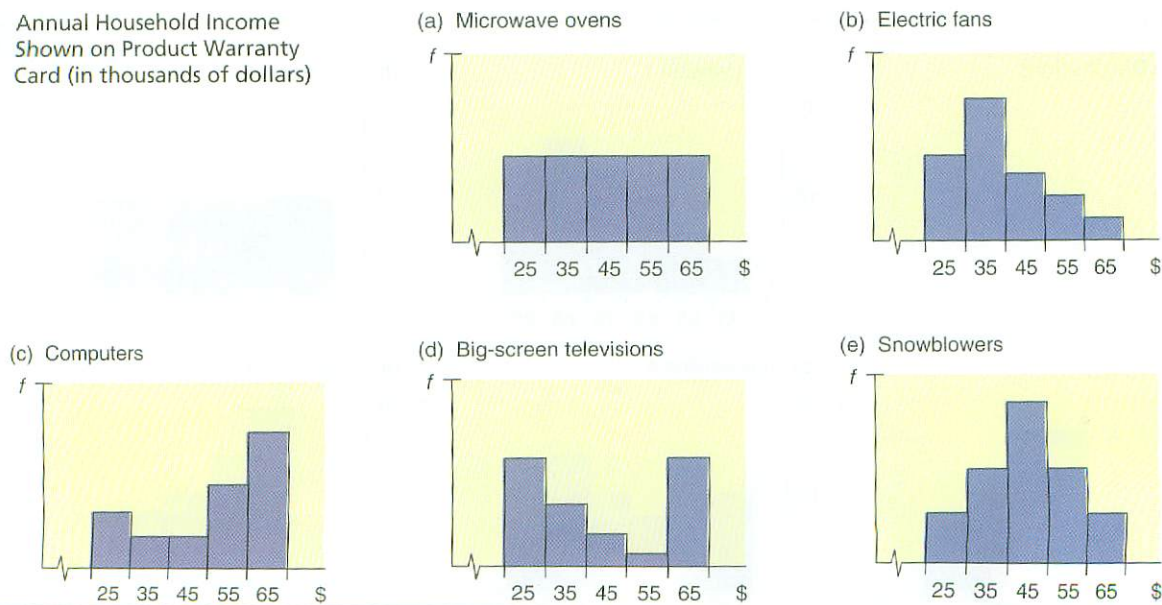 Annual Household Income
Shown on Product Warranty
Card (in thousands of dollars)
(a) Microwave ovens
f
25 35 45 55 65 $
(b) Electric fans
f
25 35 45 55 65 $
(c) Computers
f
25 35 45 55 65 $
(d) Big-screen televisions
f
25 35 45 55 65 $
(e) Snowblowers
f
25 35 45 55 65 $